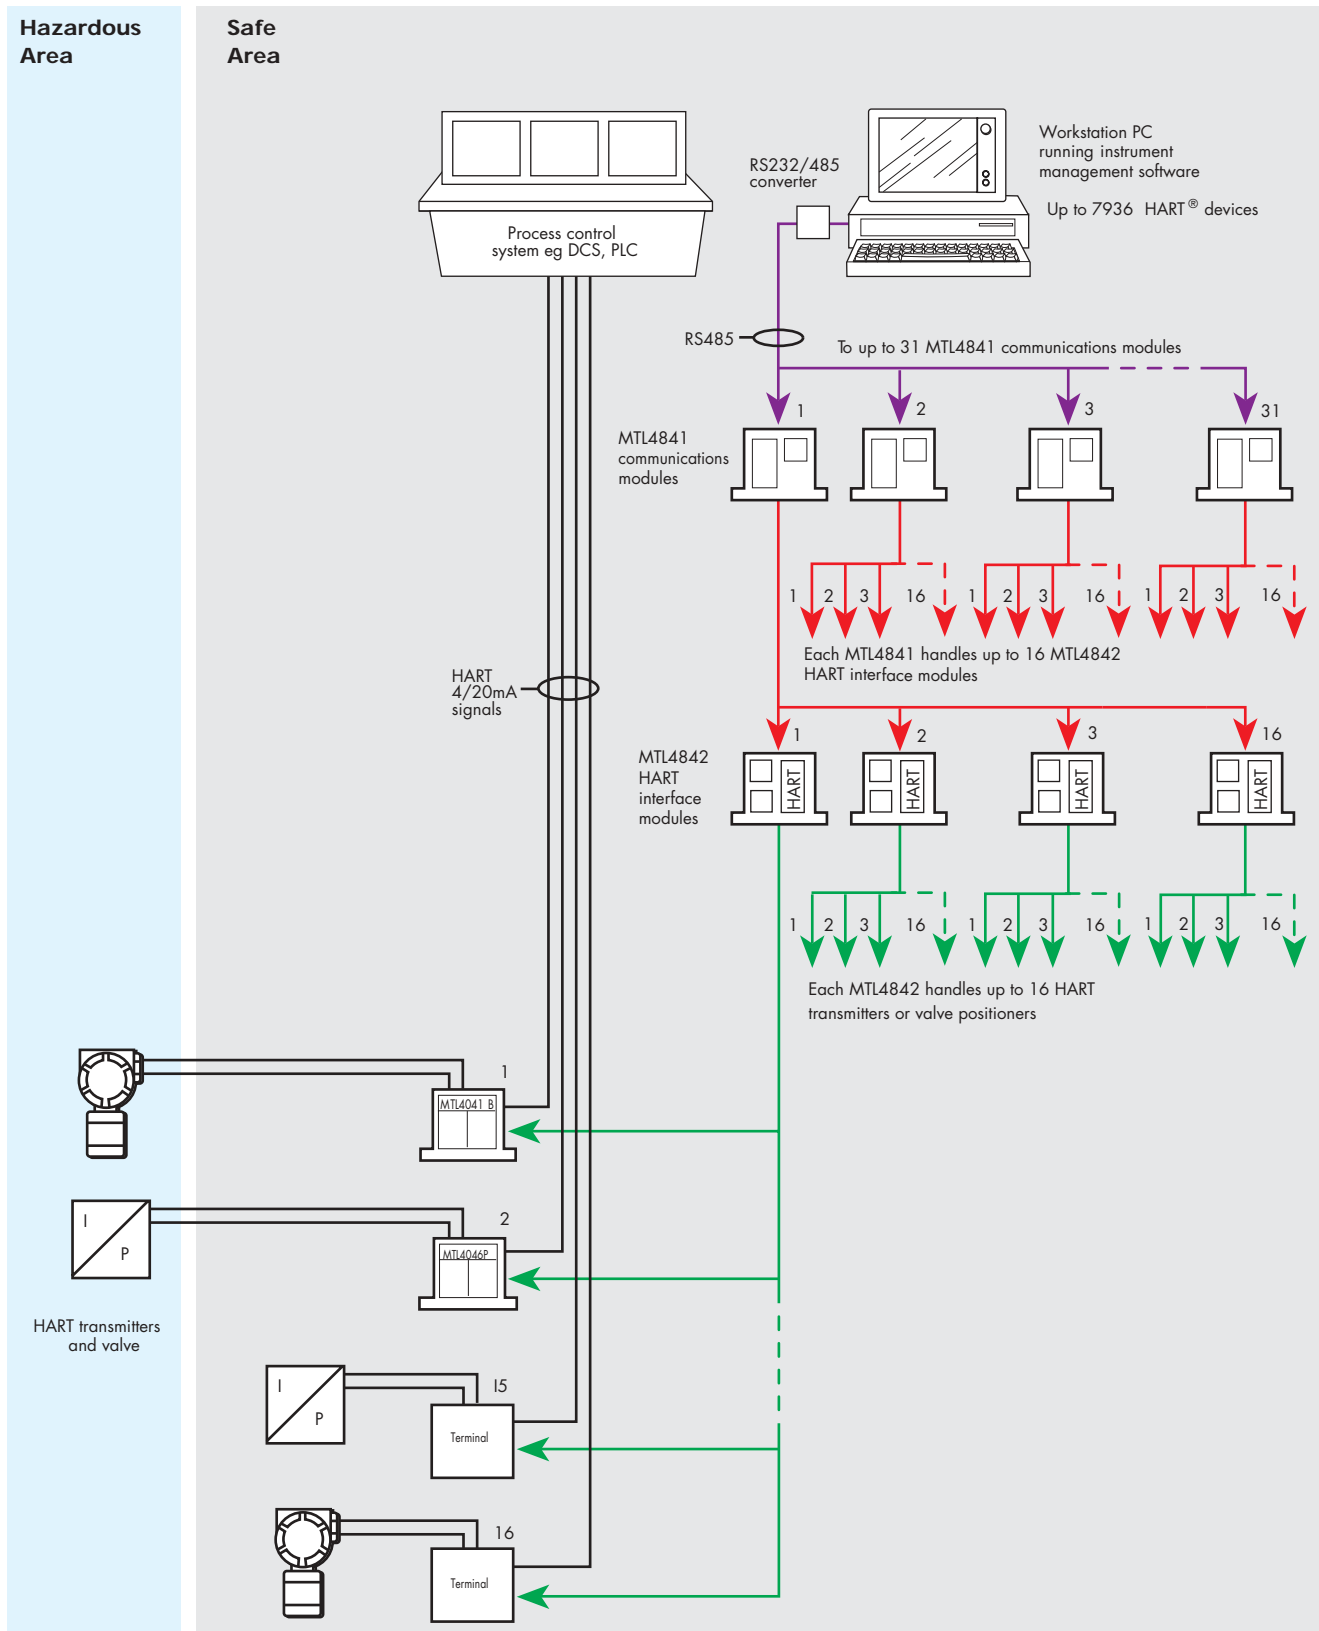 Hazardous
Area
Safe
Area
Process control
system eg DCS, PLC
RS232/485
converter
Workstation PC
running instrument
management software
Up to 7936 HART® devices
RS485
To up to 31 MTL4841 communications modules
1
2
3
31
MTL4841
communications
modules
1
2
3
16
1
2
3
16
1
2
3
16
Each MTL4841 handles up to 16 MTL4842
HART interface modules
HART
4/20mA
signals
1
2
3
16
MTL4842
HART
interface
modules
HART
HART
HART
HART
1
2
3
16
1
2
3
16
1
2
3
16
Each MTL4842 handles up to 16 HART
transmitters or valve positioners
1
MTL4041 B
2
I
P
MTL4046P
HART transmitters
and valve
I5
I
P
Terminal
16
Terminal